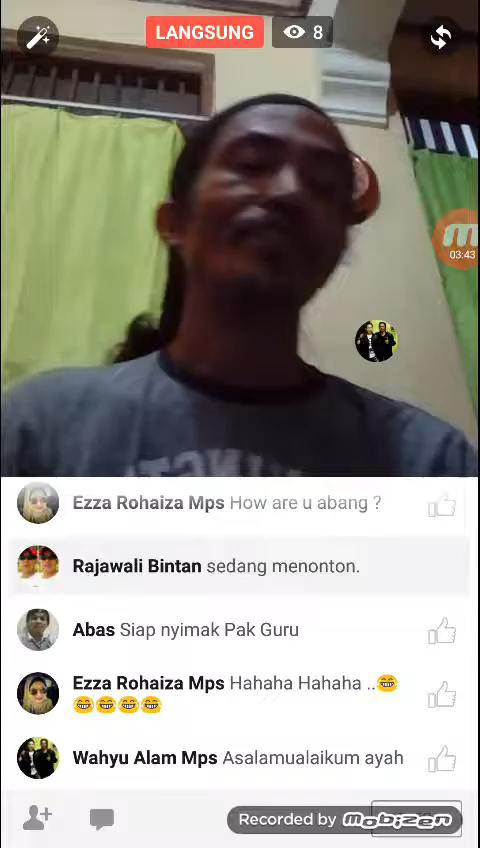 LANGSUNG 8
03:43
Ezza Rohaiza Mps How are u abang ?
Rajawali Bintan sedang menonton.
Abas Siap nyimak Pak Guru
Ezza Rohaiza Mps Hahaha Hahaha ..😂
😂😂😂😂
Wahyu Alam Mps Asalamualaikum ayah
Recorded by mobizen